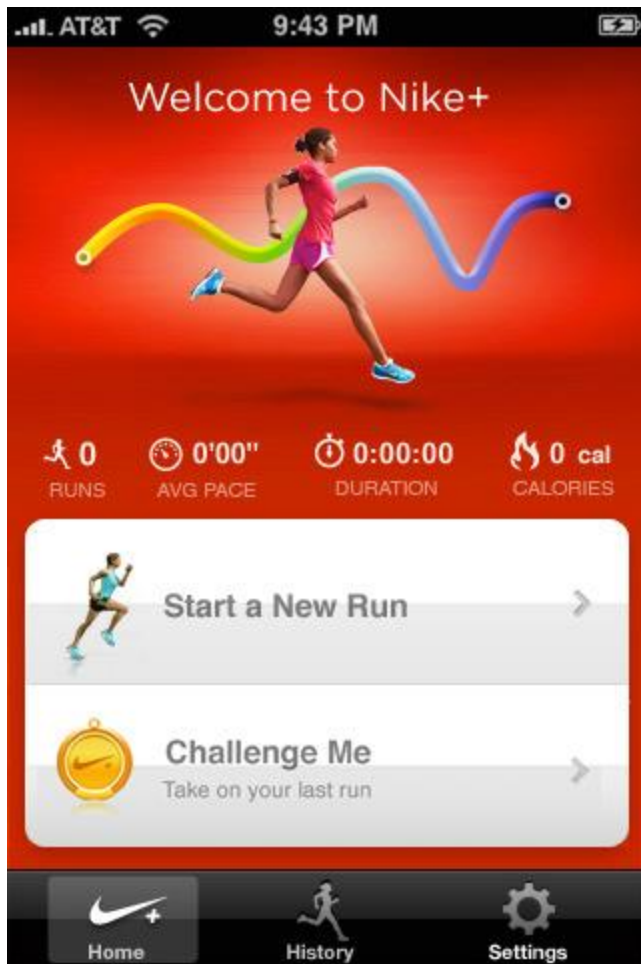 AT&T 9:43 PM
Welcome to Nike+
0 0'00" 0:00:00 0 cal
RUNS AVG PACE DURATION CALORIES
Start a New Run
Challenge Me
Take on your last run
Home History Settings